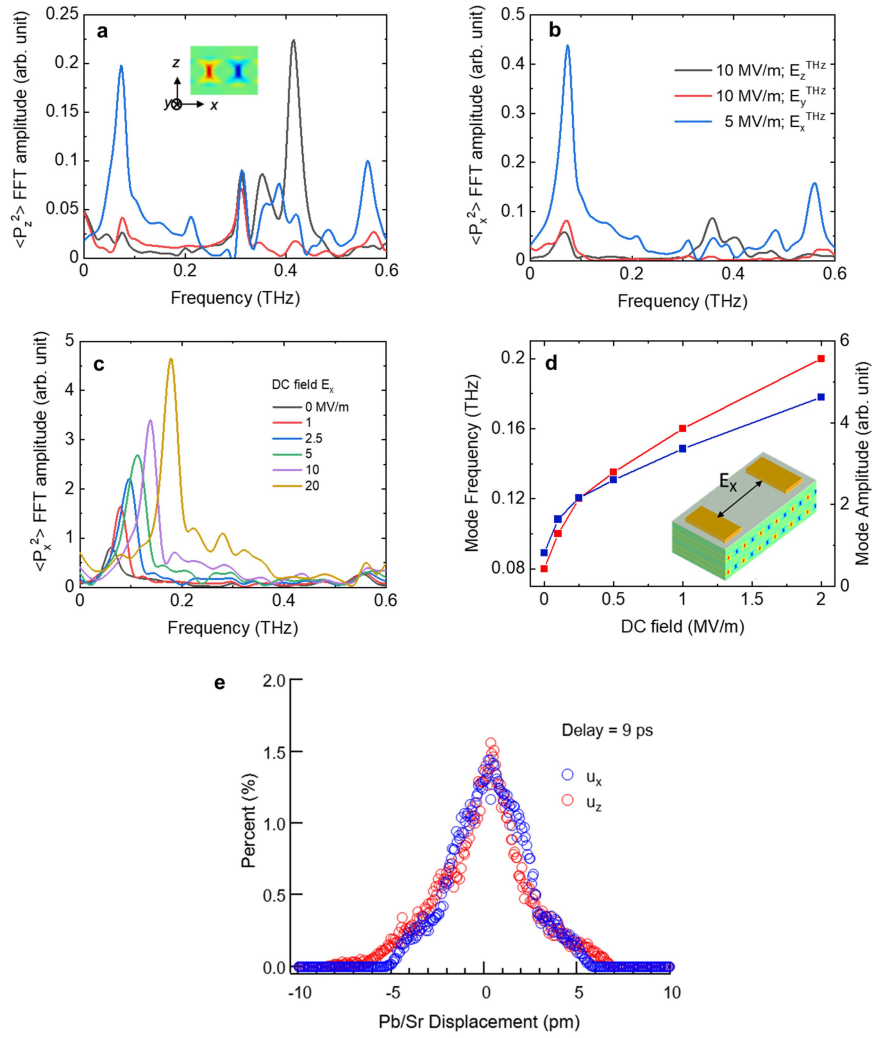 a
<P_z^2> FFT amplitude (arb. unit)
0.25
0.2
0.15
0.1
0.05
0
z
y
x
0
0.2
0.4
0.6
Frequency (THz)
b
<P_x^2> FFT amplitude (arb. unit)
0.5
0.4
0.3
0.2
0.1
0
10 MV/m; E_z^THz
10 MV/m; E_y^THz
5 MV/m; E_x^THz
0
0.2
0.4
0.6
Frequency (THz)
c
<P_x^2> FFT amplitude (arb. unit)
5
4
3
2
1
0
DC field E_x
0 MV/m
1
2.5
5
10
20
0
0.2
0.4
0.6
Frequency (THz)
d
Mode Frequency (THz)
0.2
0.16
0.12
0.08
E_x
Mode Amplitude (arb. unit)
6
4
2
0
0
0.5
1
1.5
2
DC field (MV/m)
e
Percent (%)
2.0
1.5
1.0
0.5
0.0
Delay = 9 ps
u_x
u_z
-10
-5
0
5
10
Pb/Sr Displacement (pm)